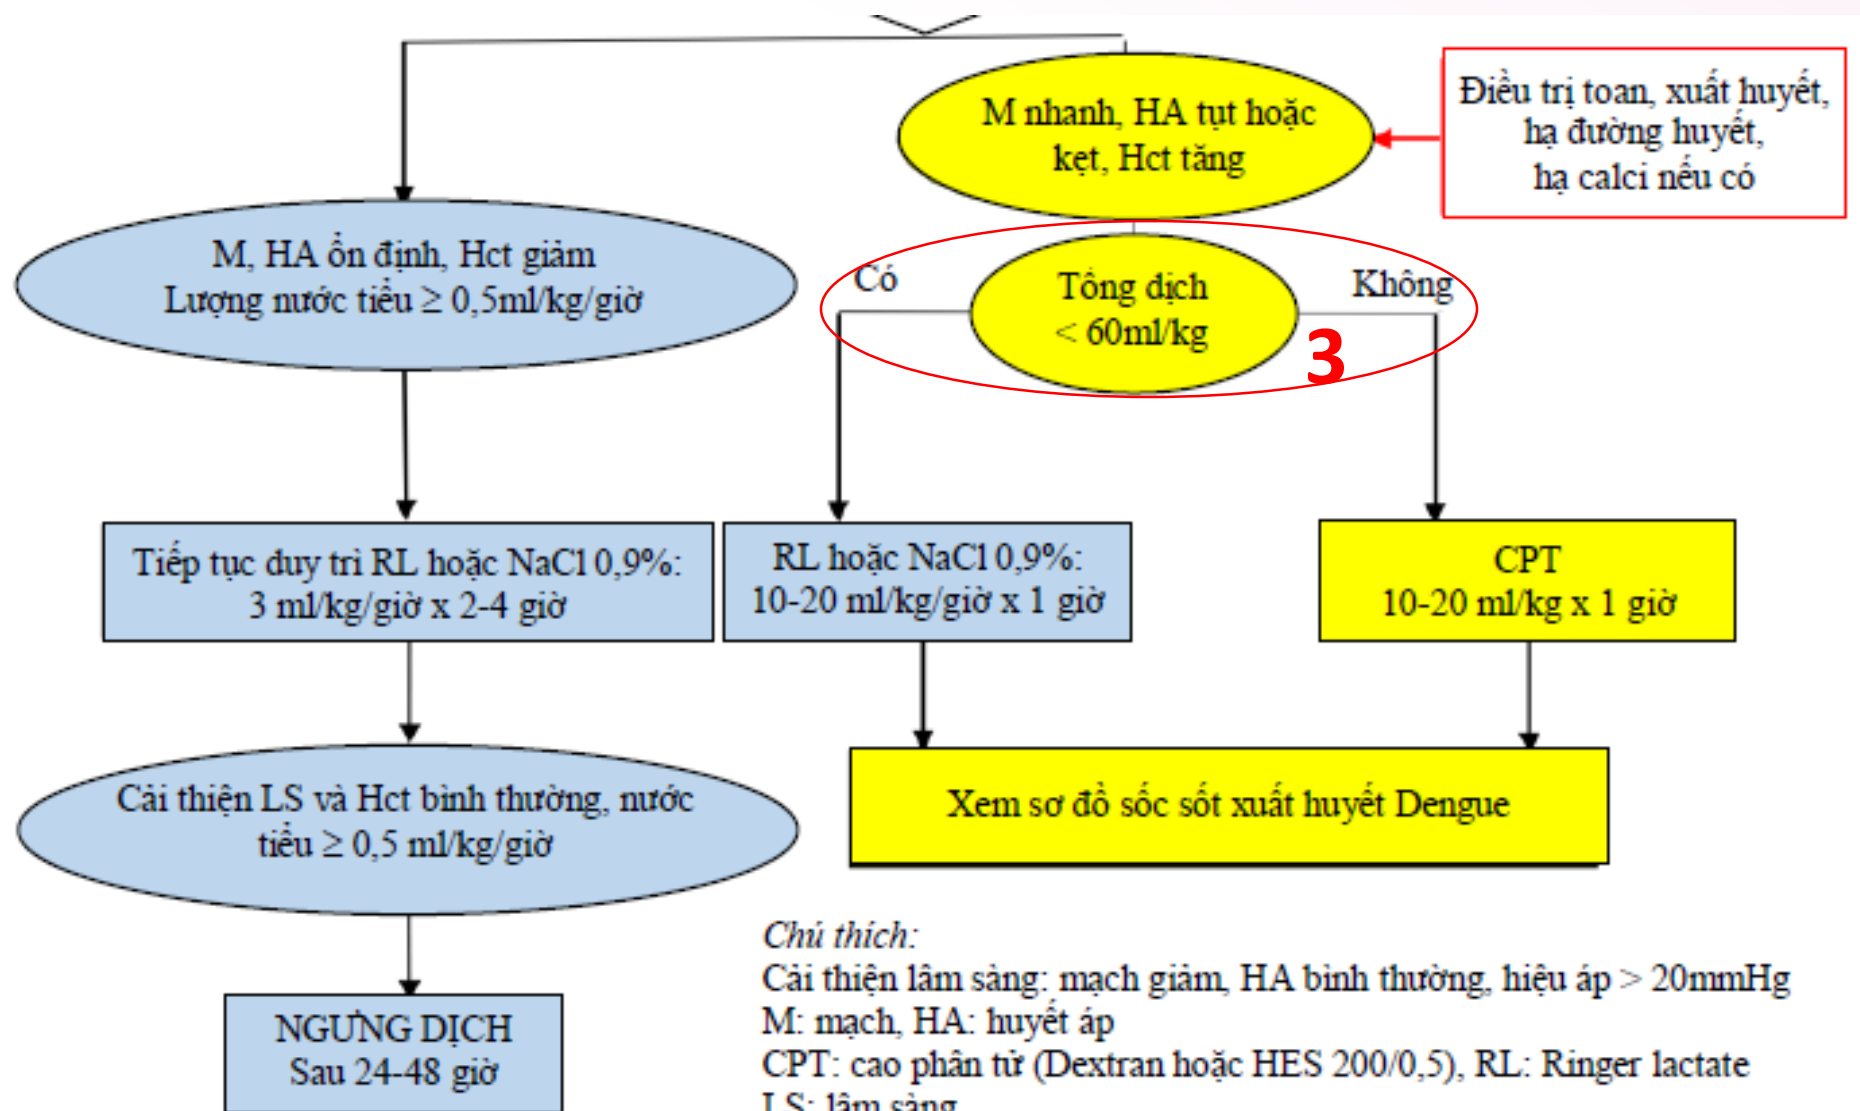 M nhanh, HA tụt hoặc
kẹt, Hct tăng
Điều trị toan, xuất huyết,
hạ đường huyết,
hạ calci nếu có
M, HA ổn định, Hct giảm
Lượng nước tiểu ≥ 0,5ml/kg/giờ
Có
Tổng dịch
< 60ml/kg
Không
3
Tiếp tục duy trì RL hoặc NaCl 0,9%:
3 ml/kg/giờ x 2-4 giờ
RL hoặc NaCl 0,9%:
10-20 ml/kg/giờ x 1 giờ
CPT
10-20 ml/kg x 1 giờ
Cải thiện LS và Hct bình thường, nước
tiểu ≥ 0,5 ml/kg/giờ
Xem sơ đồ sốc sốt xuất huyết Dengue
NGƯNG DỊCH
Sau 24-48 giờ
Chú thích:
Cải thiện lâm sàng: mạch giảm, HA bình thường, hiệu áp > 20mmHg
M: mạch, HA: huyết áp
CPT: cao phân tử (Dextran hoặc HES 200/0,5), RL: Ringer lactate
LS: lâm sàng